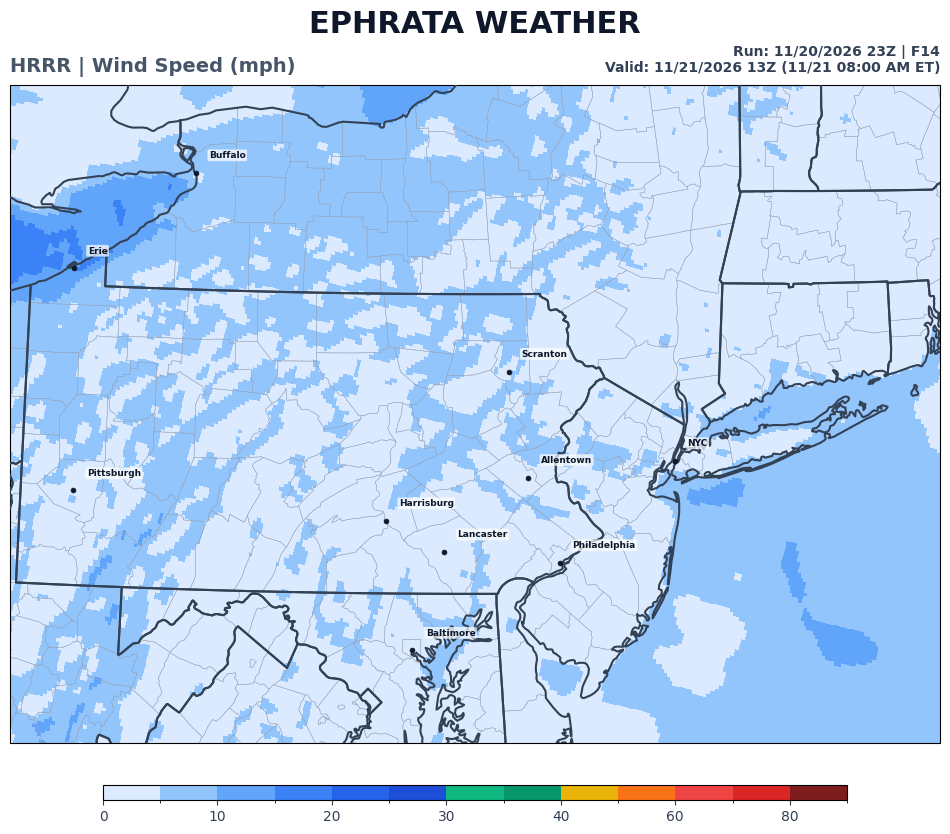 EPHRATA WEATHER
HRRR | Wind Speed (mph)
Run: 11/20/2026 23Z | F14
Valid: 11/21/2026 13Z (11/21 08:00 AM ET)
Buffalo
Erie
Scranton
NYC
Allentown
Pittsburgh
Harrisburg
Lancaster
Philadelphia
Baltimore
0 10 20 30 40 60 80